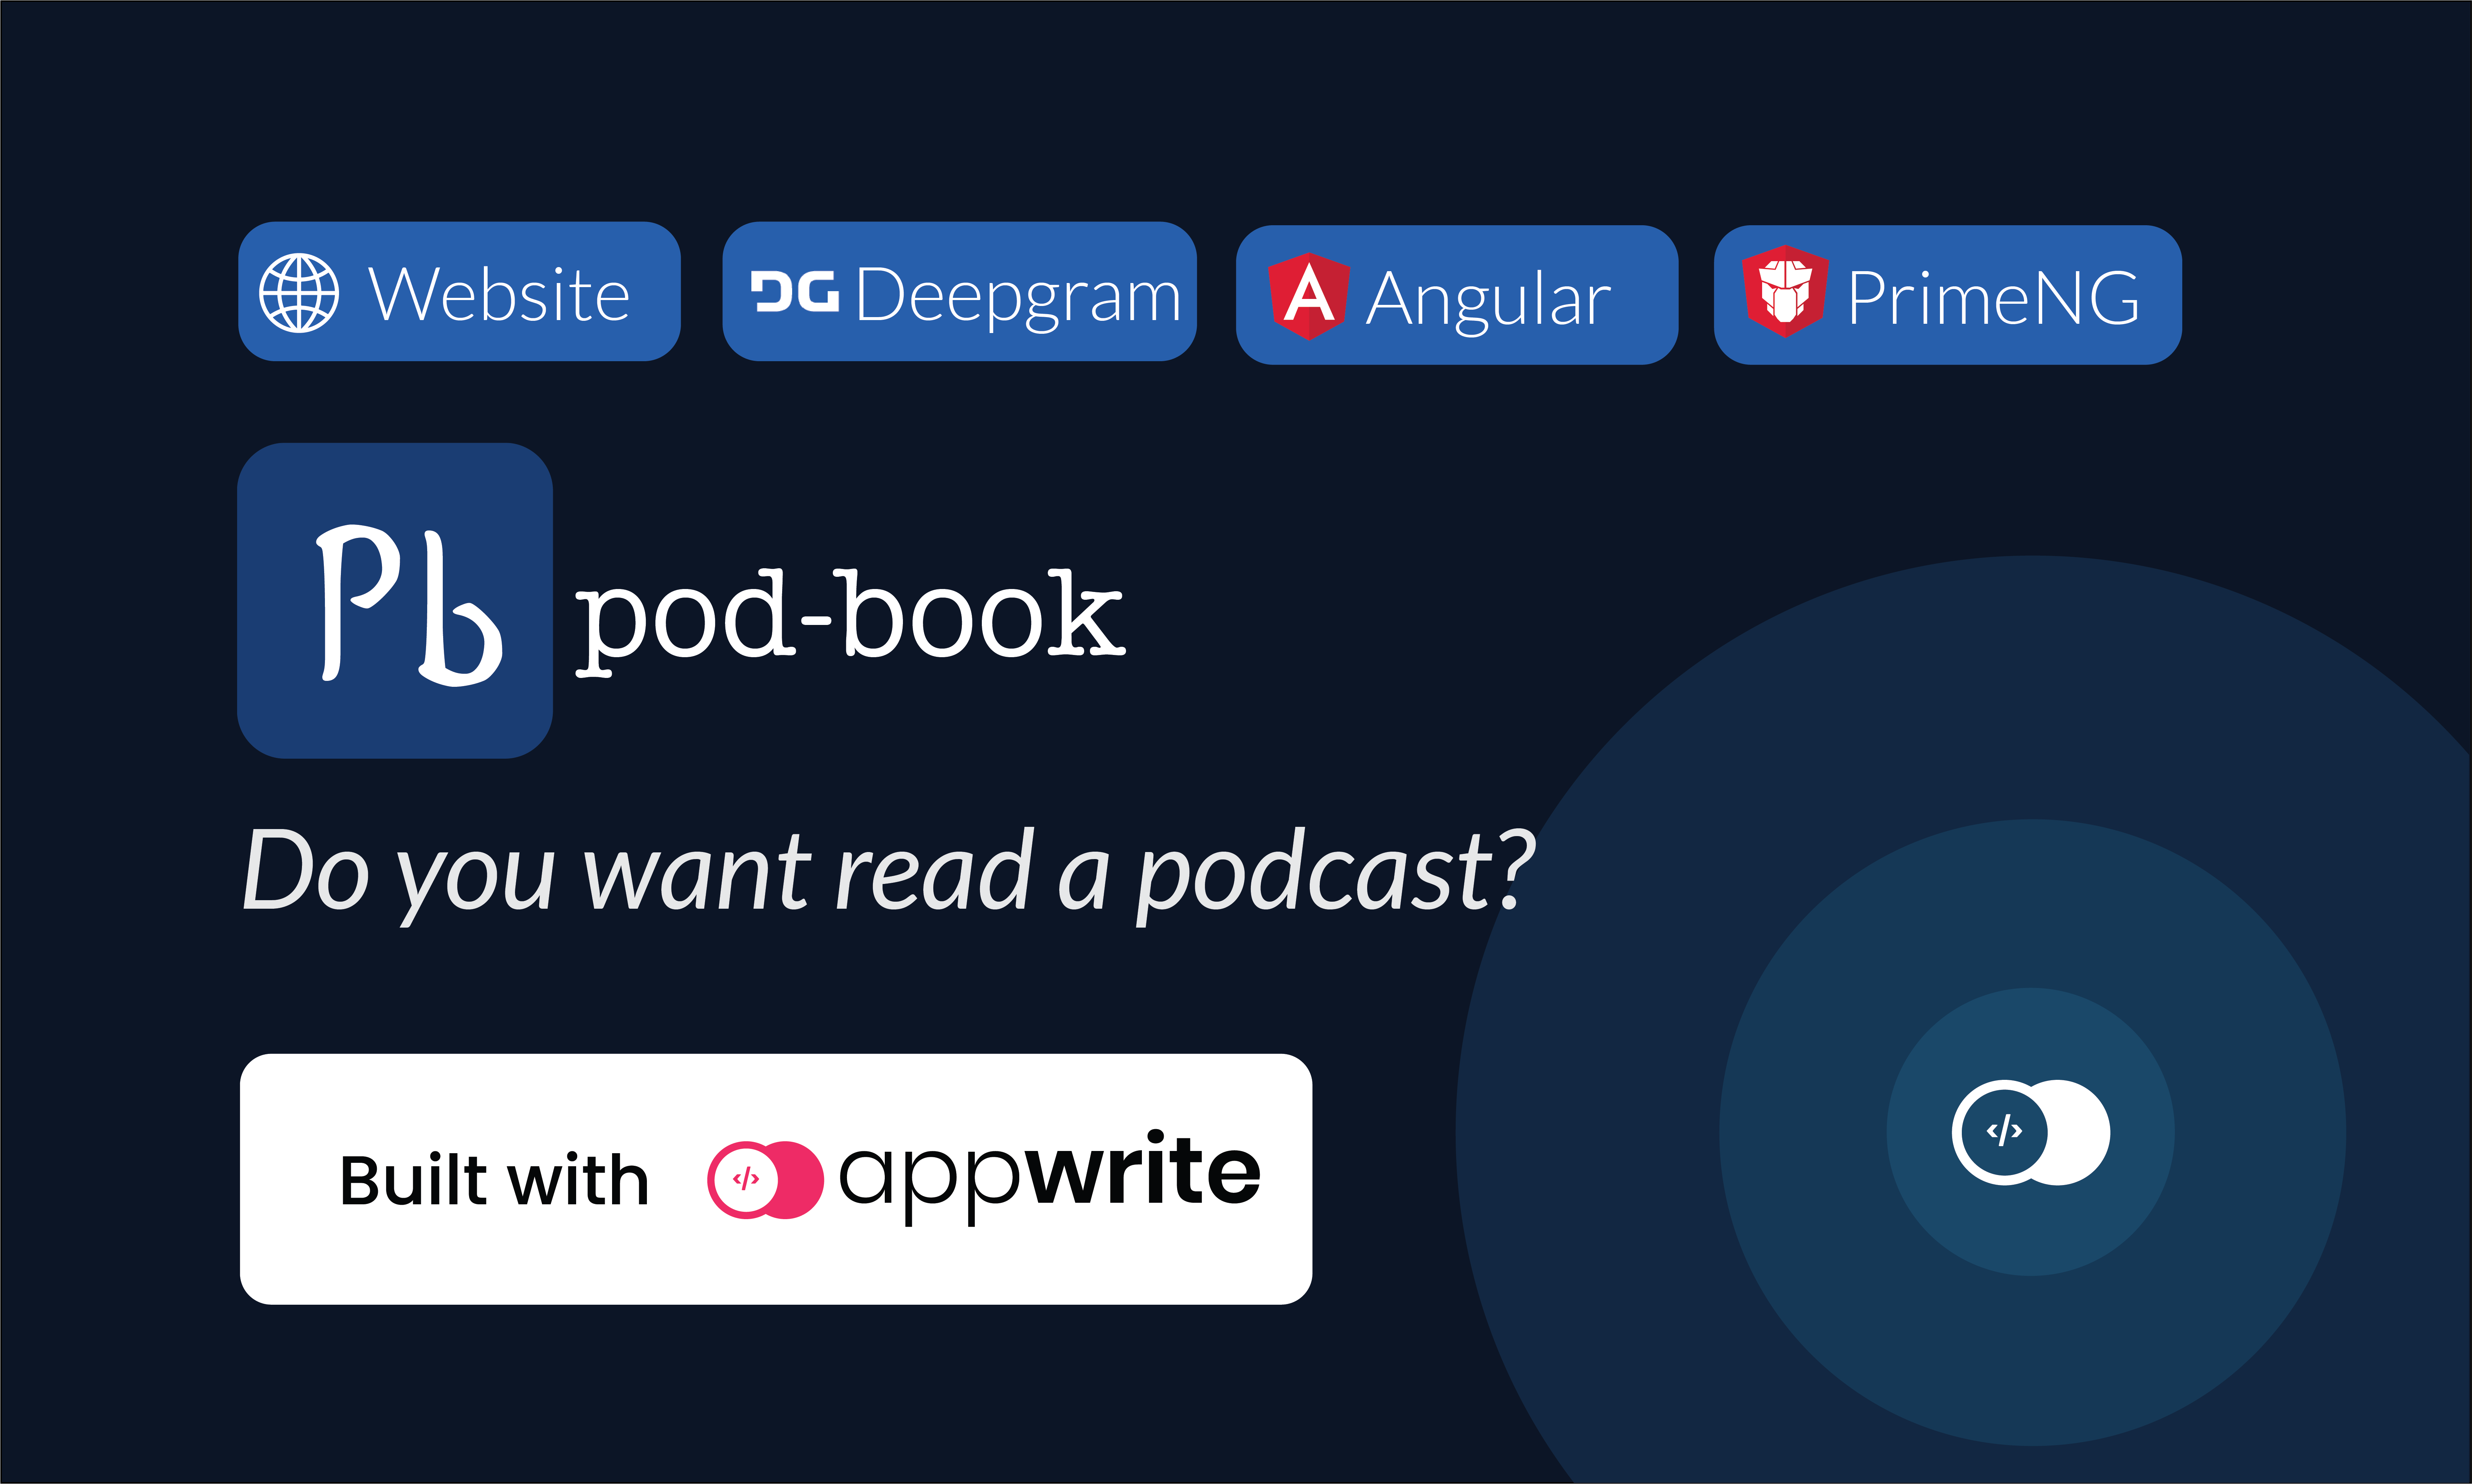 Website
DG Deepgram
A Angular
PrimeNG
Pb
pod-book
Do you want read a podcast?
Built with </> appwrite
</>